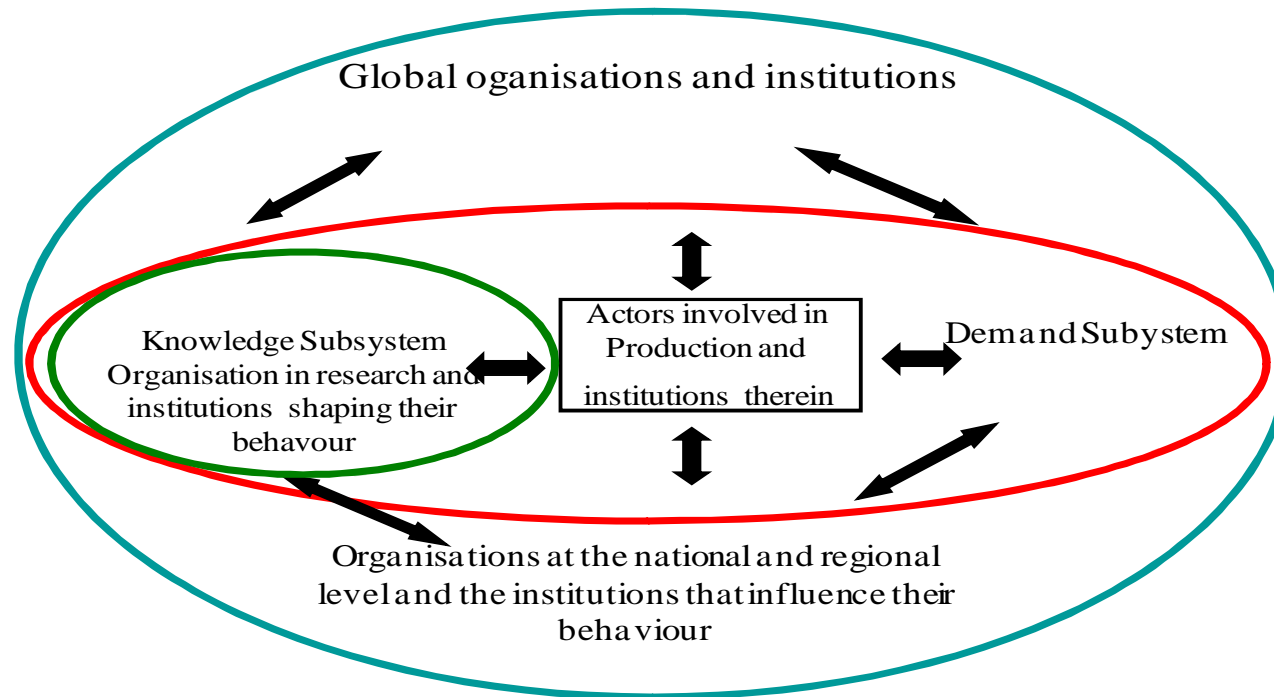 Global oganisations and institutions
Knowledge Subsystem
Organisation in research and
institutions shaping their
behavour
Actors involved in
Production and
institutions therein
Demand Subystem
Organisations at the national and regional
level and the institutions that influence their
behaviour